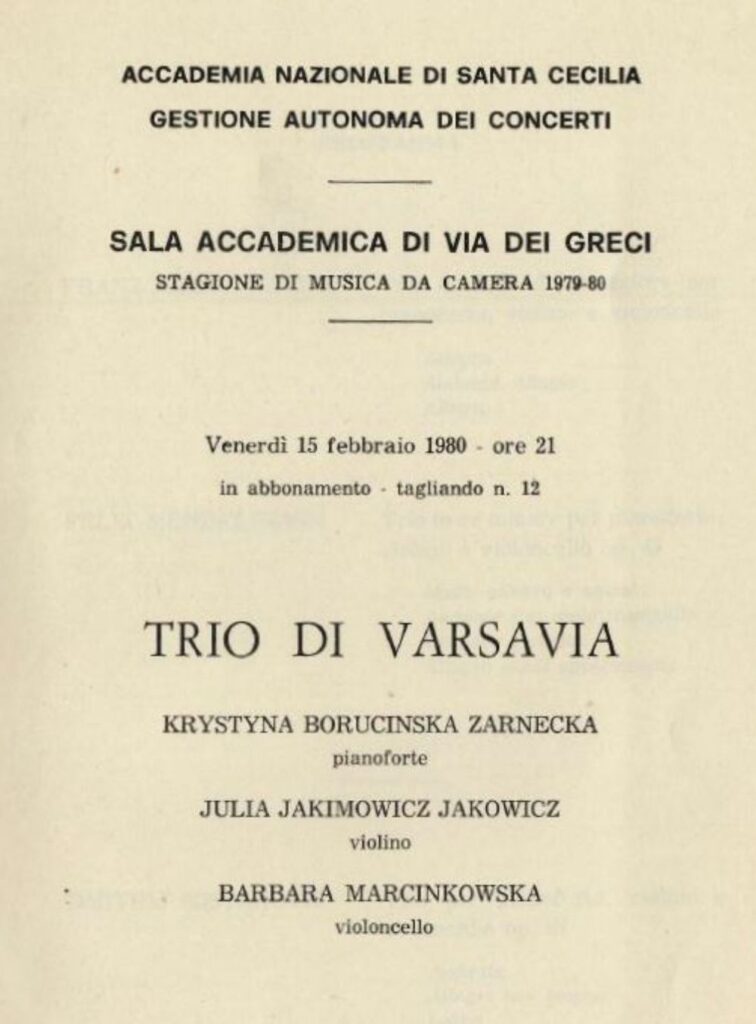 ACCADEMIA NAZIONALE DI SANTA CECILIA
GESTIONE AUTONOMA DEI CONCERTI
SALA ACCADEMICA DI VIA DEI GRECI
STAGIONE DI MUSICA DA CAMERA 1979-80
Venerdì 15 febbraio 1980 - ore 21
in abbonamento - tagliando n. 12
TRIO DI VARSAVIA
KRYSTYNA BORUCINSKA ZARNECKA
pianoforte
JULIA JAKIMOWICZ JAKOWICZ
violino
BARBARA MARCINKOWSKA
violoncello